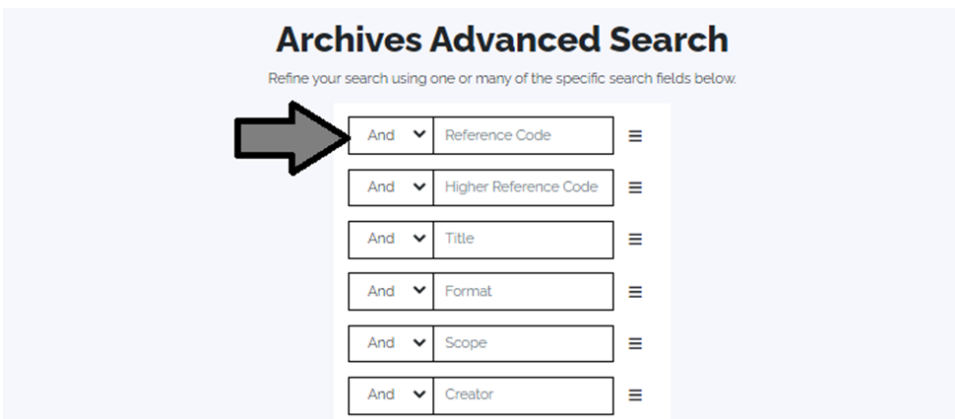 Archives Advanced Search
Refine your search using one or many of the specific search fields below.
And Reference Code
And Higher Reference Code
And Title
And Format
And Scope
And Creator